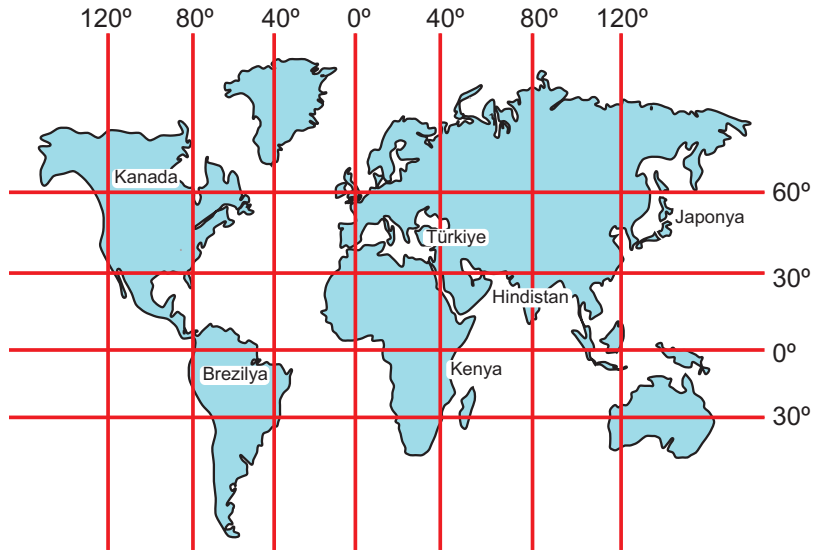 120º 80º 40º 0º 40º 80º 120º
Kanada
60º
Japonya
Türkiye
30º
Hindistan
0º
Brezilya
Kenya
30º